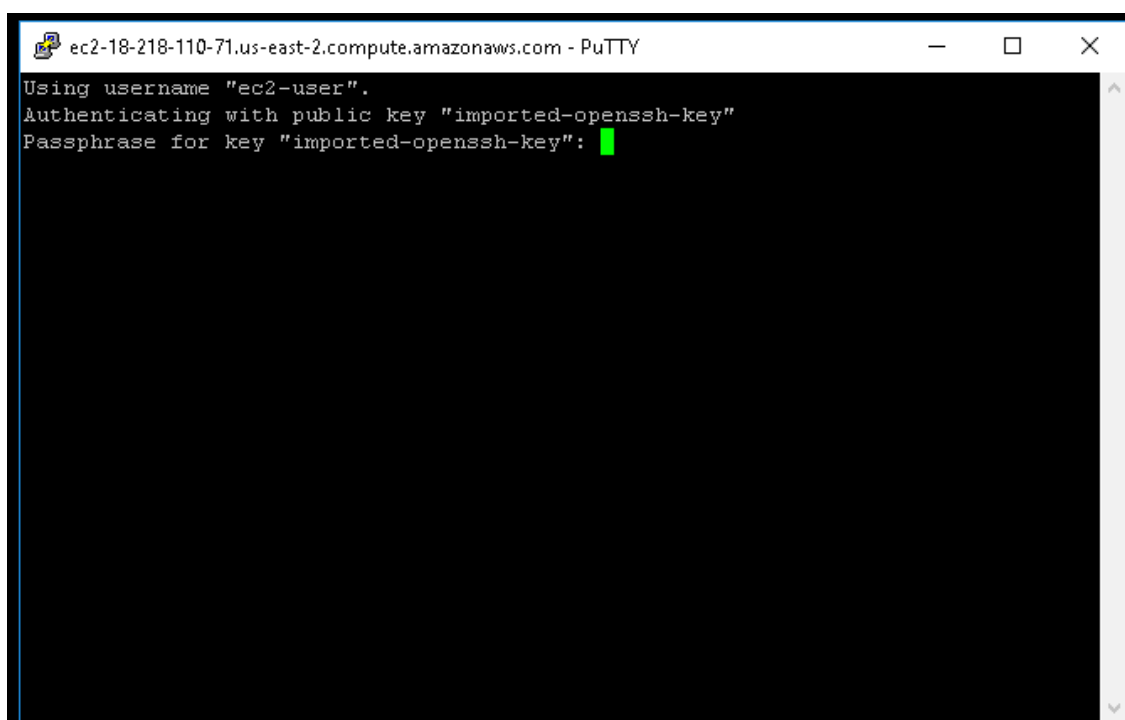 ec2-18-218-110-71.us-east-2.compute.amazonaws.com - PuTTY
Using username "ec2-user".
Authenticating with public key "imported-openssh-key"
Passphrase for key "imported-openssh-key":